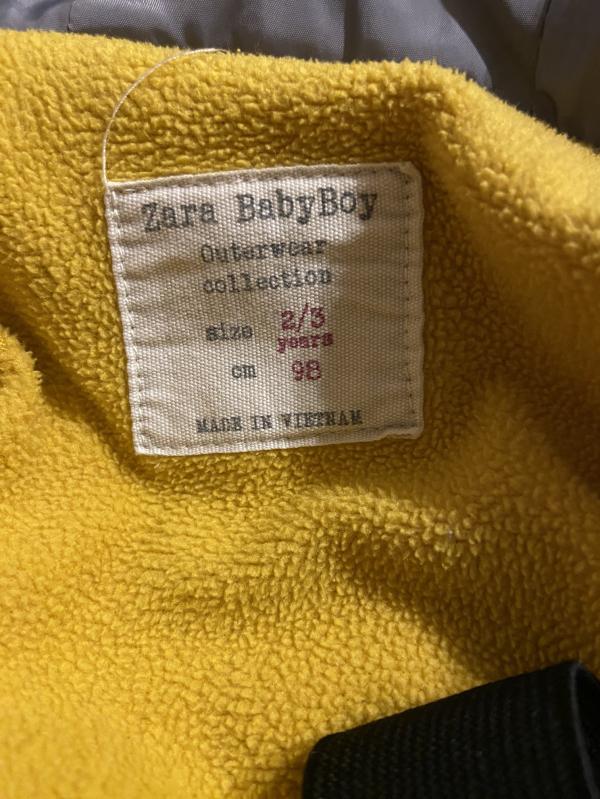 Zara BabyBoy
Outerwear
collection
size 2/3
years
cm 98
MADE IN VIETNAM